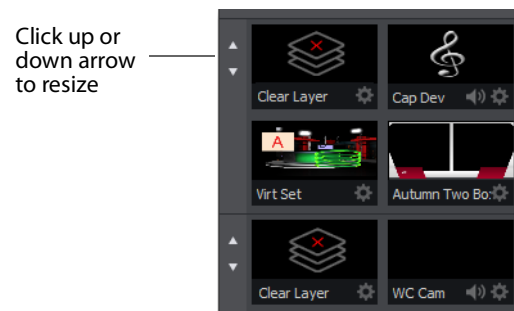 Click up or
down arrow
to resize
Clear Layer
Cap Dev
A
Virt Set
Autumn Two Bo:
Clear Layer
WC Cam